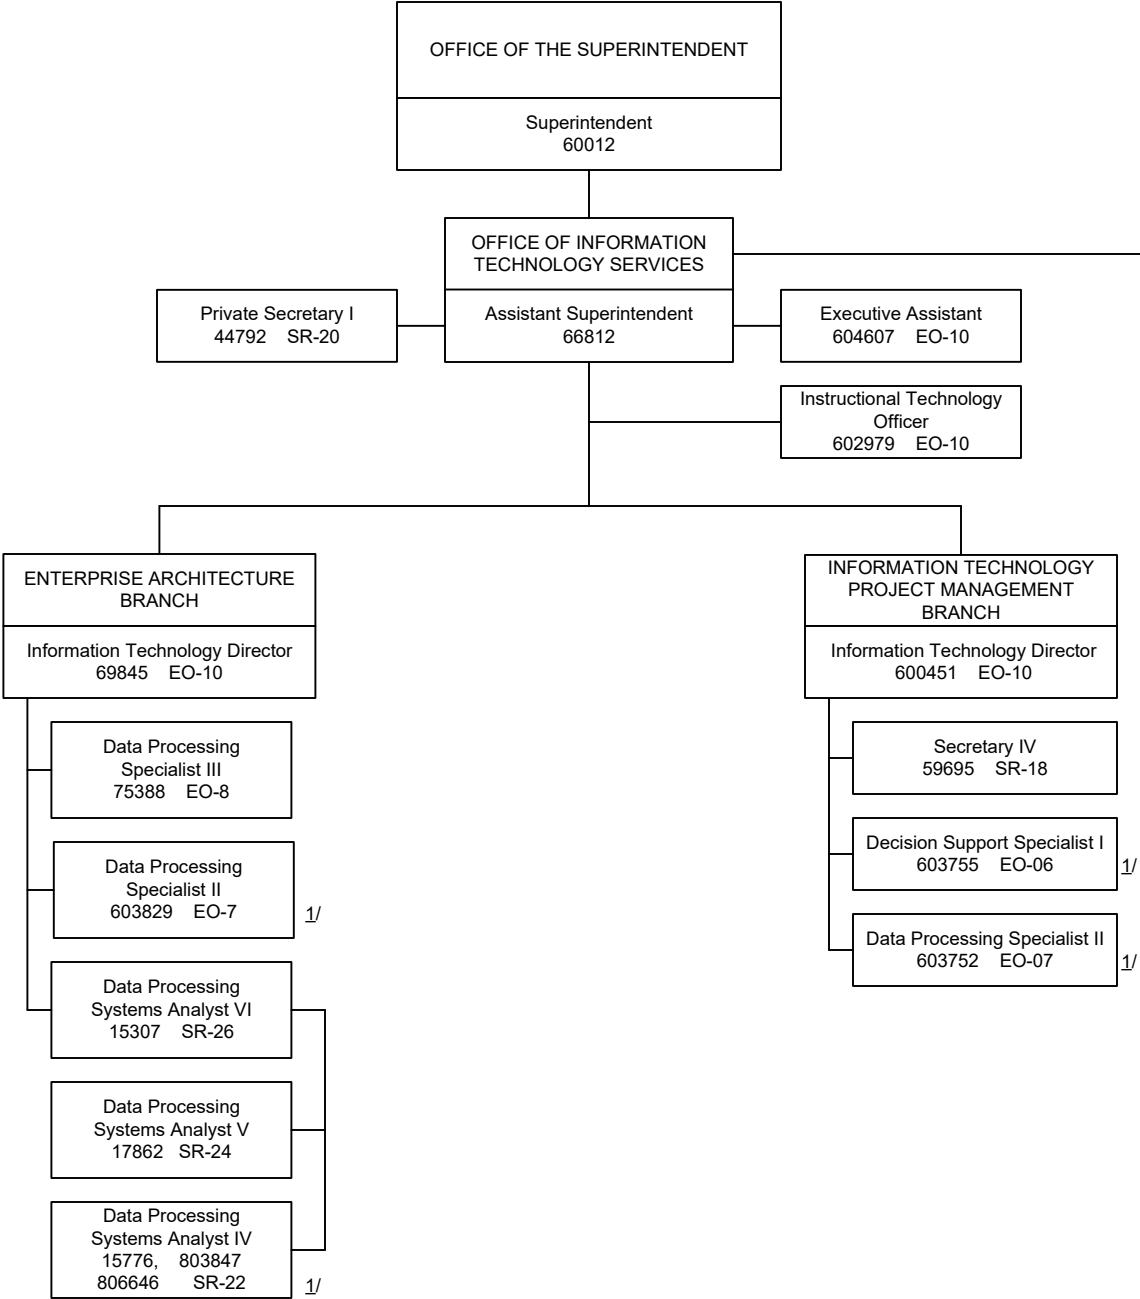 OFFICE OF THE SUPERINTENDENT
Superintendent
60012
OFFICE OF INFORMATION
TECHNOLOGY SERVICES
Assistant Superintendent
66812
Private Secretary I
44792 SR-20
Executive Assistant
604607 EO-10
Instructional Technology
Officer
602979 EO-10
ENTERPRISE ARCHITECTURE
BRANCH
Information Technology Director
69845 EO-10
Data Processing
Specialist III
75388 EO-8
Data Processing
Specialist II
603829 EO-7
1/
Data Processing
Systems Analyst VI
15307 SR-26
Data Processing
Systems Analyst V
17862 SR-24
Data Processing
Systems Analyst IV
15776, 803847
806646 SR-22
1/
INFORMATION TECHNOLOGY
PROJECT MANAGEMENT
BRANCH
Information Technology Director
600451 EO-10
Secretary IV
59695 SR-18
Decision Support Specialist I
603755 EO-06
1/
Data Processing Specialist II
603752 EO-07
1/